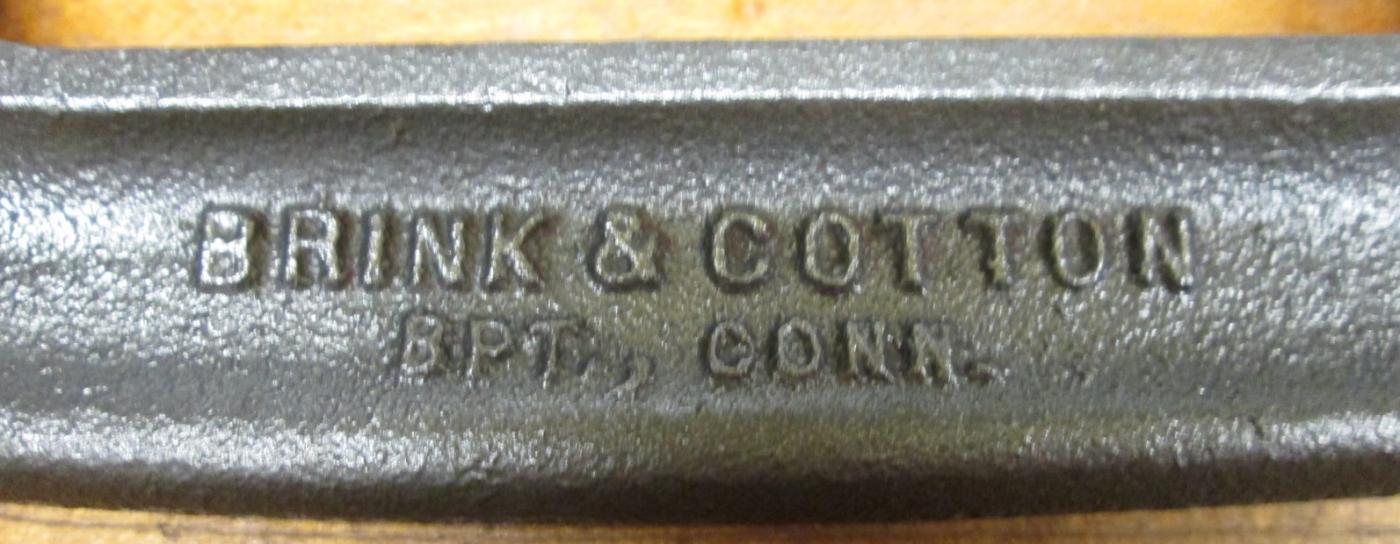 BRINK & COTTON
BPT., CONN.